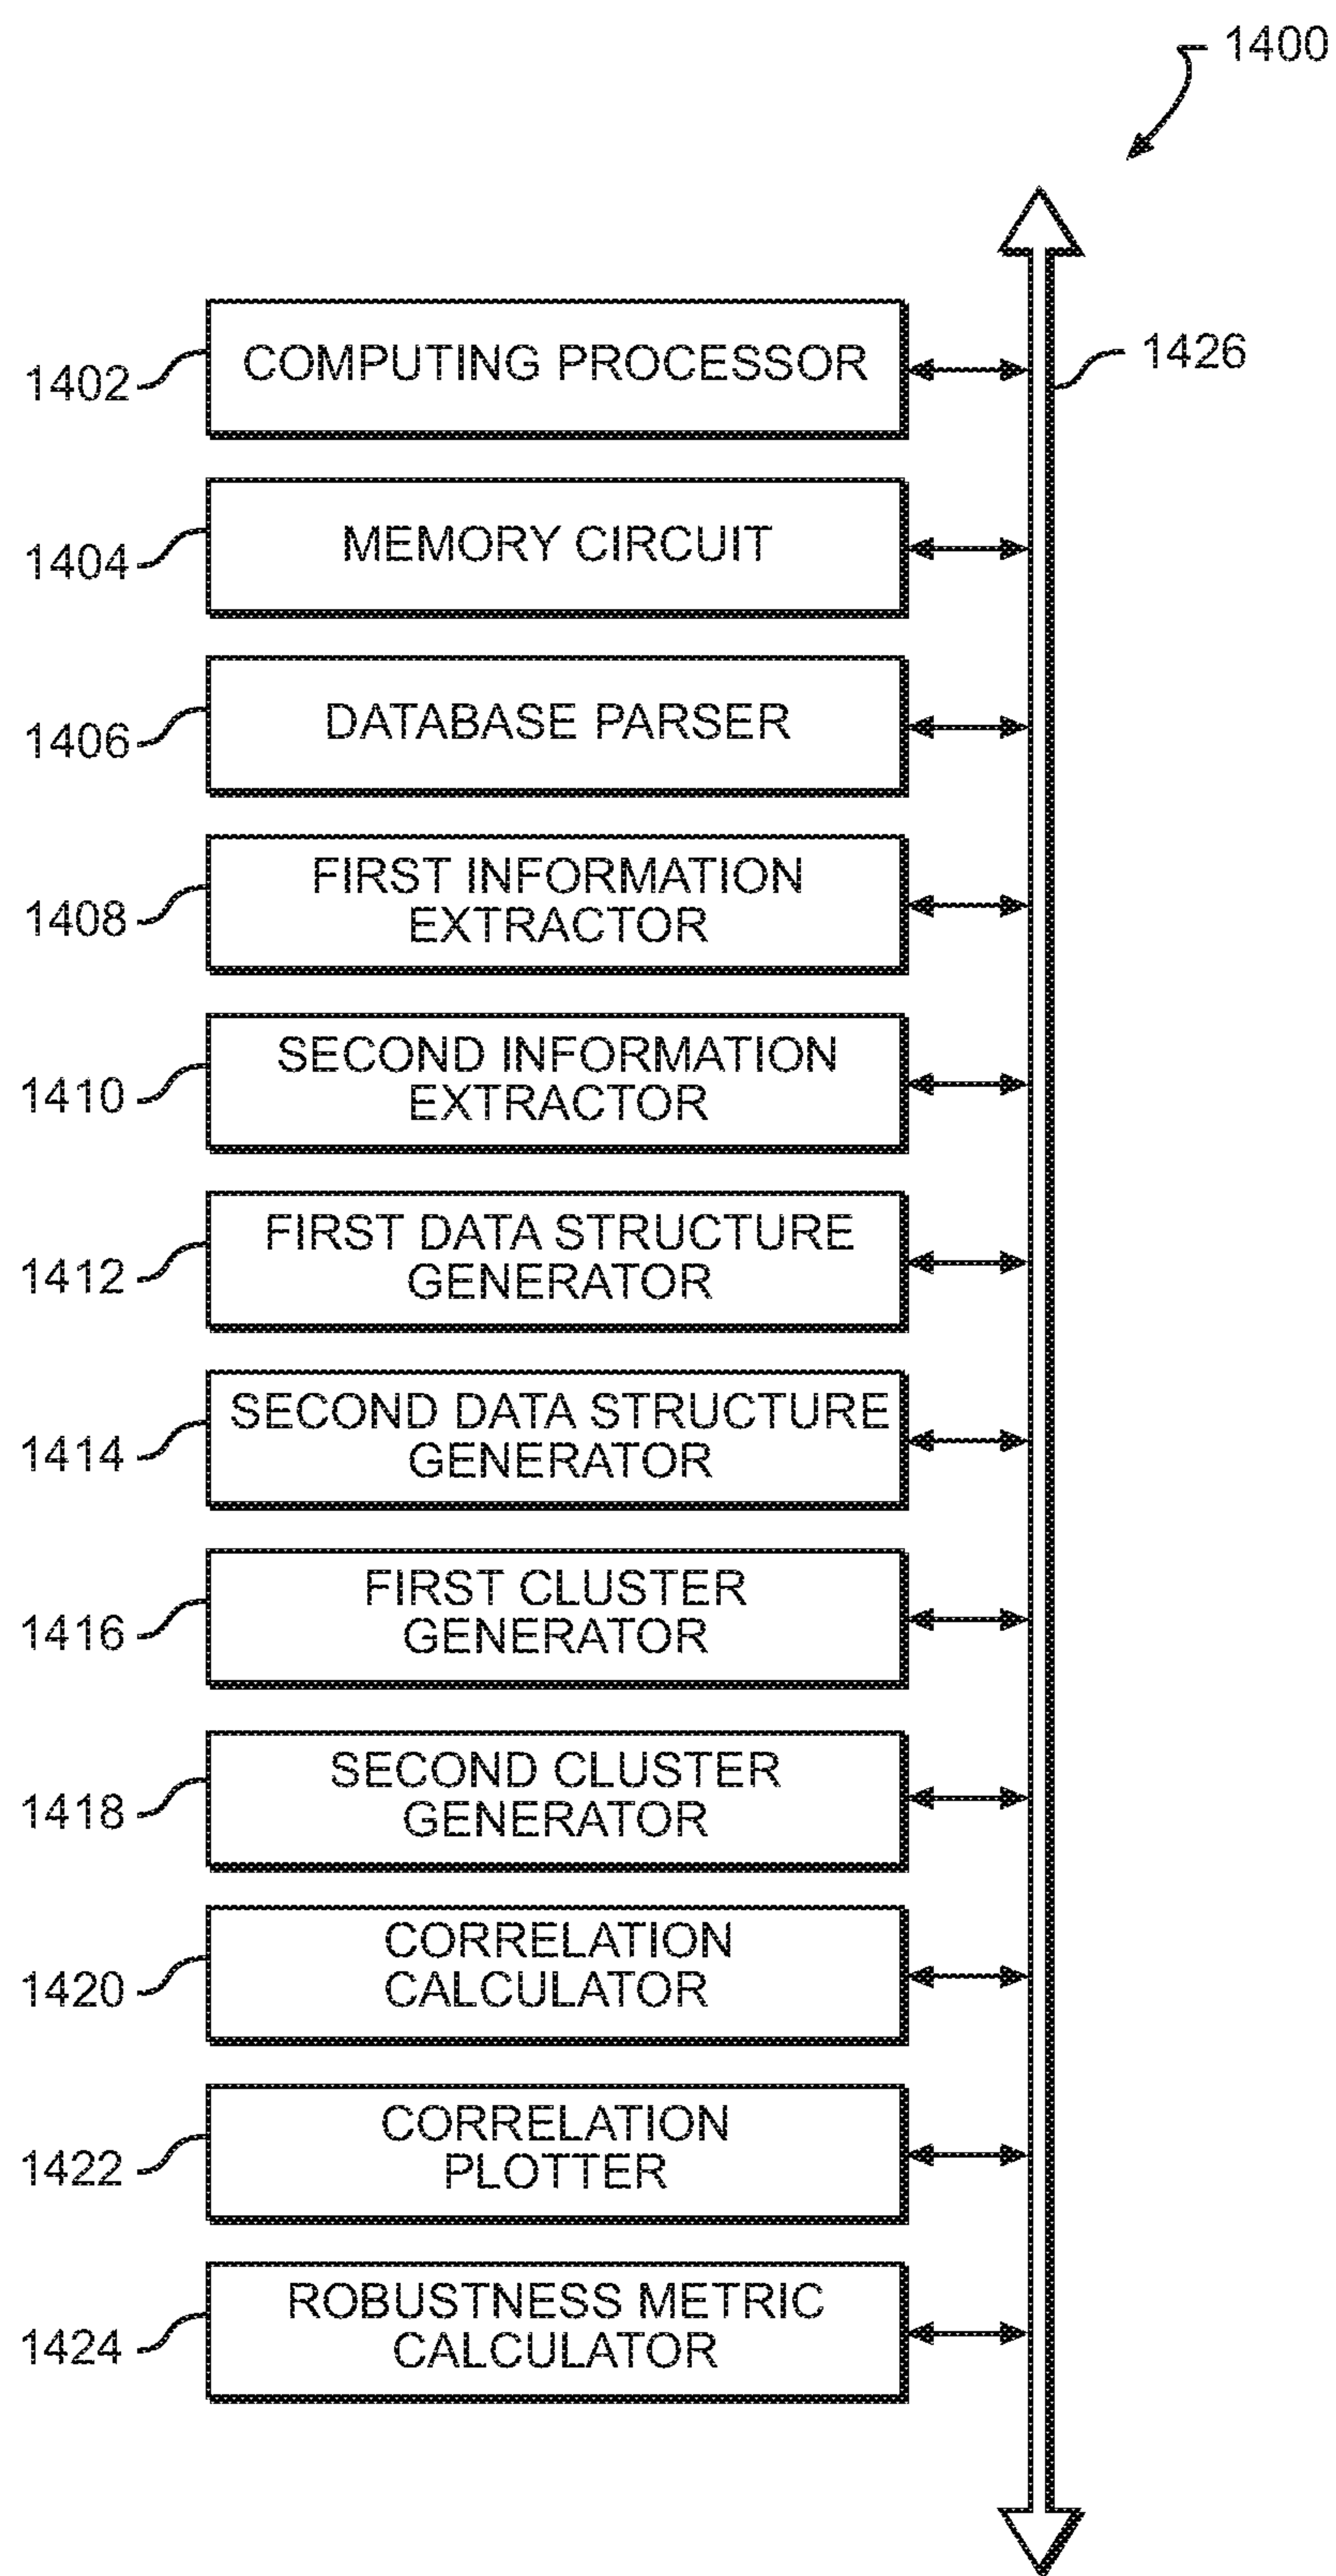 1400
1426
1402
COMPUTING PROCESSOR
1404
MEMORY CIRCUIT
1406
DATABASE PARSER
1408
FIRST INFORMATION
EXTRACTOR
1410
SECOND INFORMATION
EXTRACTOR
1412
FIRST DATA STRUCTURE
GENERATOR
1414
SECOND DATA STRUCTURE
GENERATOR
1416
FIRST CLUSTER
GENERATOR
1418
SECOND CLUSTER
GENERATOR
1420
CORRELATION
CALCULATOR
1422
CORRELATION
PLOTTER
1424
ROBUSTNESS METRIC
CALCULATOR